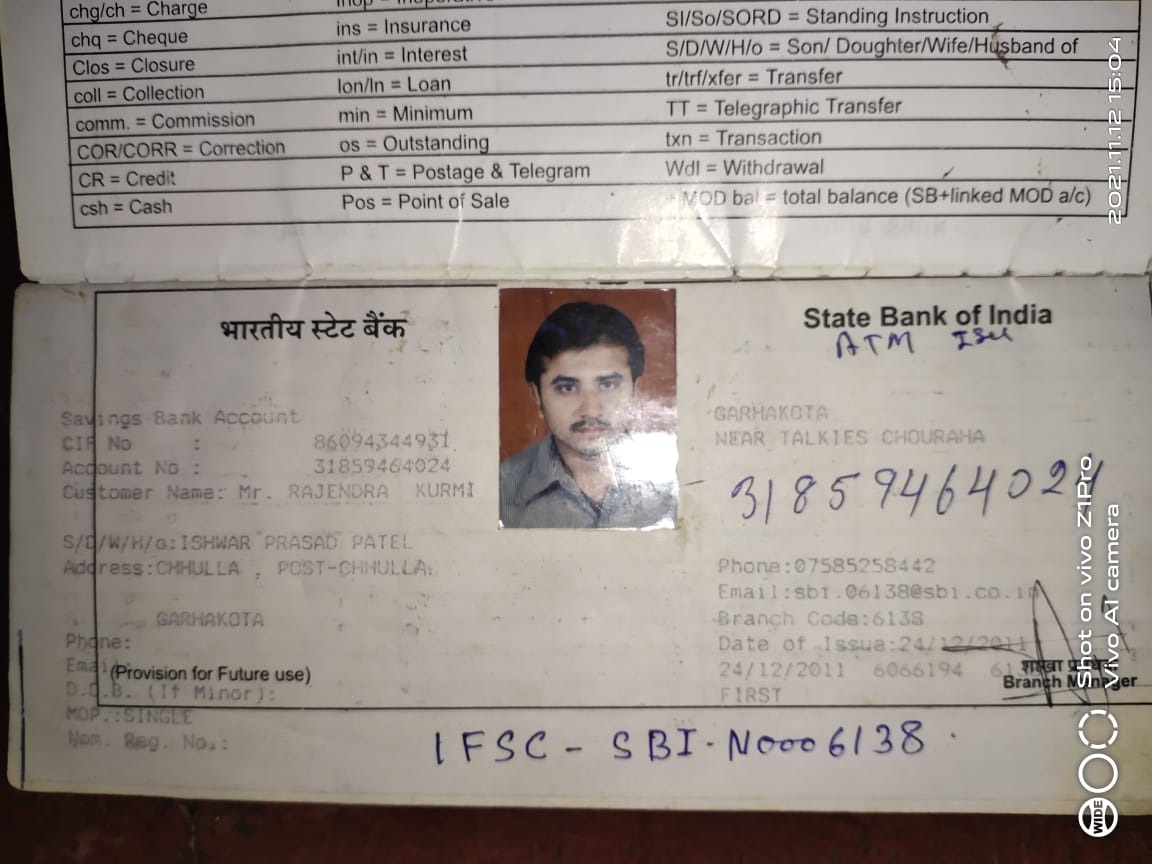 chg/ch = Charge
chq = Cheque
Clos = Closure
coll = Collection
comm. = Commission
COR/CORR = Correction
CR = Credit
csh = Cash
ins = Insurance
int/in = Interest
lon/ln = Loan
min = Minimum
os = Outstanding
P & T = Postage & Telegram
Pos = Point of Sale
SI/So/SORD = Standing Instruction
S/D/W/H/o = Son/ Doughter/Wife/Husband of
tr/trf/xfer = Transfer
TT = Telegraphic Transfer
txn = Transaction
Wdl = Withdrawal
MOD bal = total balance (SB+linked MOD a/c)
2021.11.12 15:04
भारतीय स्टेट बैंक
Savings Bank Account
CIF No : 86094344931
Account No : 31859464024
Customer Name: Mr. RAJENDRA KURMI
S/D/W/H/o:ISHWAR PRASAD PATEL
Address:CHHULLA , POST-CHHULLA,
GARHAKOTA
Phone:
Email
(Provision for Future use)
D.O.B. (If Minor):
MOP.:SINGLE
Nom. Reg. No.:
State Bank of India
ATM
GARHAKOTA
NEAR TALKIES CHOURAHA
31859464024
Phone:07585258442
Email:sbi.06138@sbi.co.in
Branch Code:6138
Date of Issue:24/12/2011
24/12/2011 6066194
शाखा प्रबंधक
Branch Manager
FIRST
IFSC - SBI-N0006138
Shot on vivo Z1Pro
Vivo AI camera
WIDE